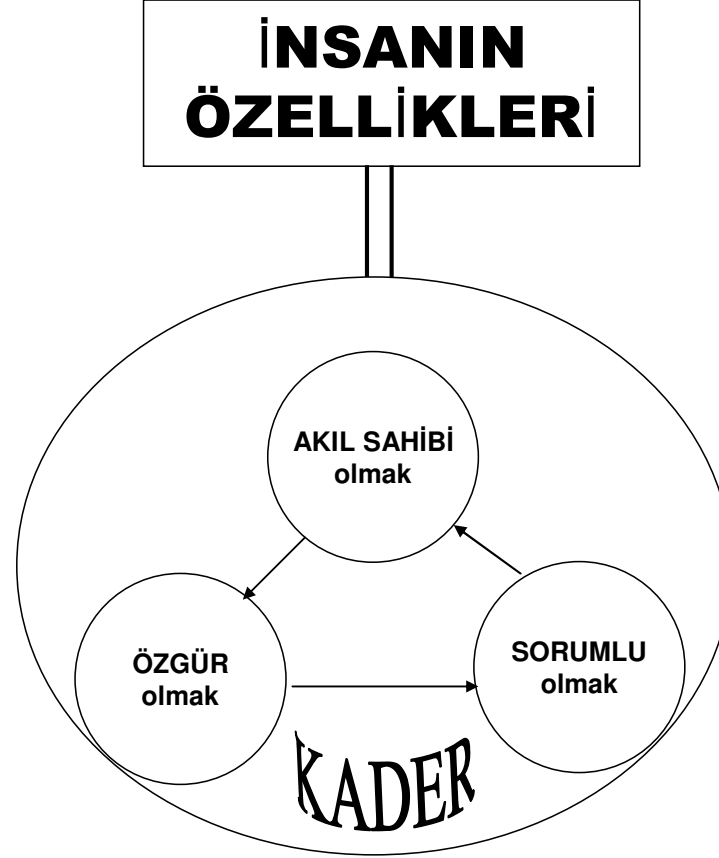 İNSANIN
ÖZELLİKLERİ
AKIL SAHİBİ
olmak
ÖZGÜR
olmak
SORUMLU
olmak
KADER